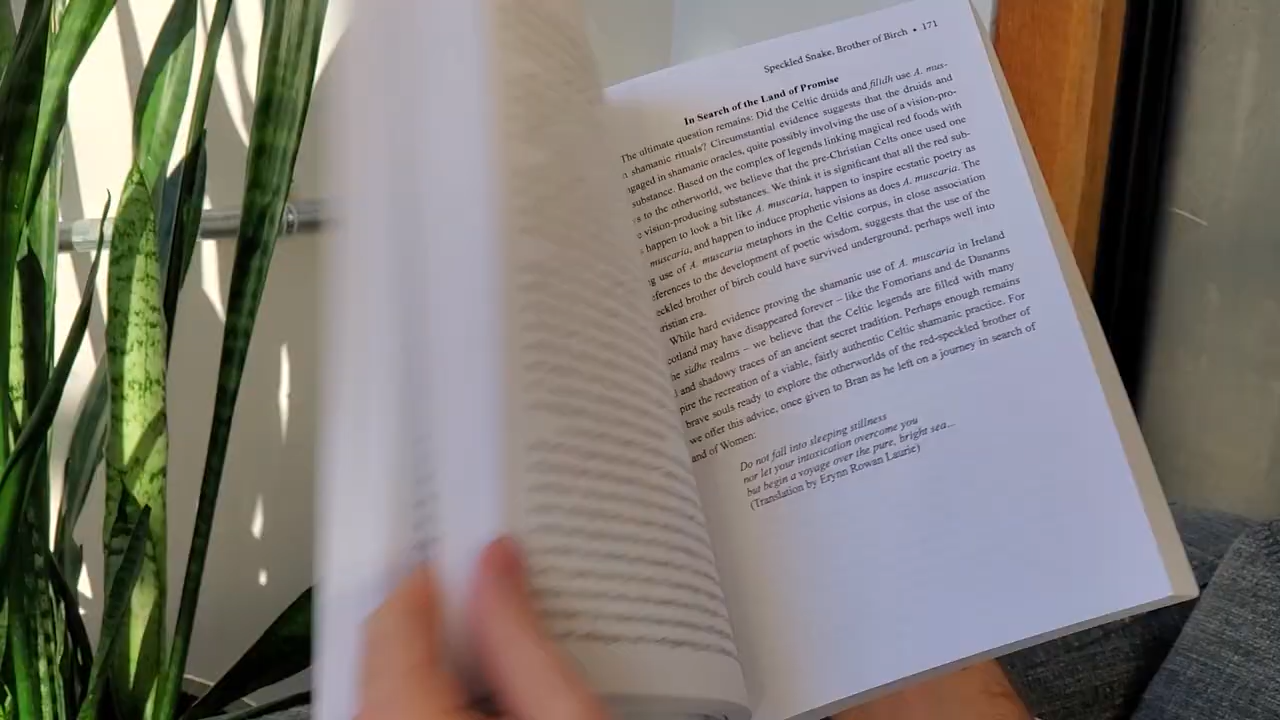 Speckled Snake, Brother of Birch • 171
In Search of the Land of Promise
The ultimate question remains: Did the Celtic druids and filidh use A. mus-
n shamanic rituals? Circumstantial evidence suggests that the druids and
ngaged in shamanic oracles, quite possibly involving the use of a vision-pro-
substance. Based on the complex of legends linking magical red foods with
s to the otherworld, we believe that the pre-Christian Celts once used one
e vision-producing substances. We think it is significant that all the red sub-
happen to look a bit like A. muscaria, happen to inspire ecstatic poetry as
muscaria, and happen to induce prophetic visions as does A. muscaria. The
g use of A. muscaria metaphors in the Celtic corpus, in close association
ferences to the development of poetic wisdom, suggests that the use of the
eckled brother of birch could have survived underground, perhaps well into
ristian era.
While hard evidence proving the shamanic use of A. muscaria in Ireland
cotland may have disappeared forever – like the Fomorians and de Dananns
he sidhe realms – we believe that the Celtic legends are filled with many
l and shadowy traces of an ancient secret tradition. Perhaps enough remains
pire the recreation of a viable, fairly authentic Celtic shamanic practice. For
brave souls ready to explore the otherworlds of the red-speckled brother of
we offer this advice, once given to Bran as he left on a journey in search of
and of Women:
Do not fall into sleeping stillness
nor let your intoxication overcome you
but begin a voyage over the pure, bright sea...
(Translation by Erynn Rowan Laurie)